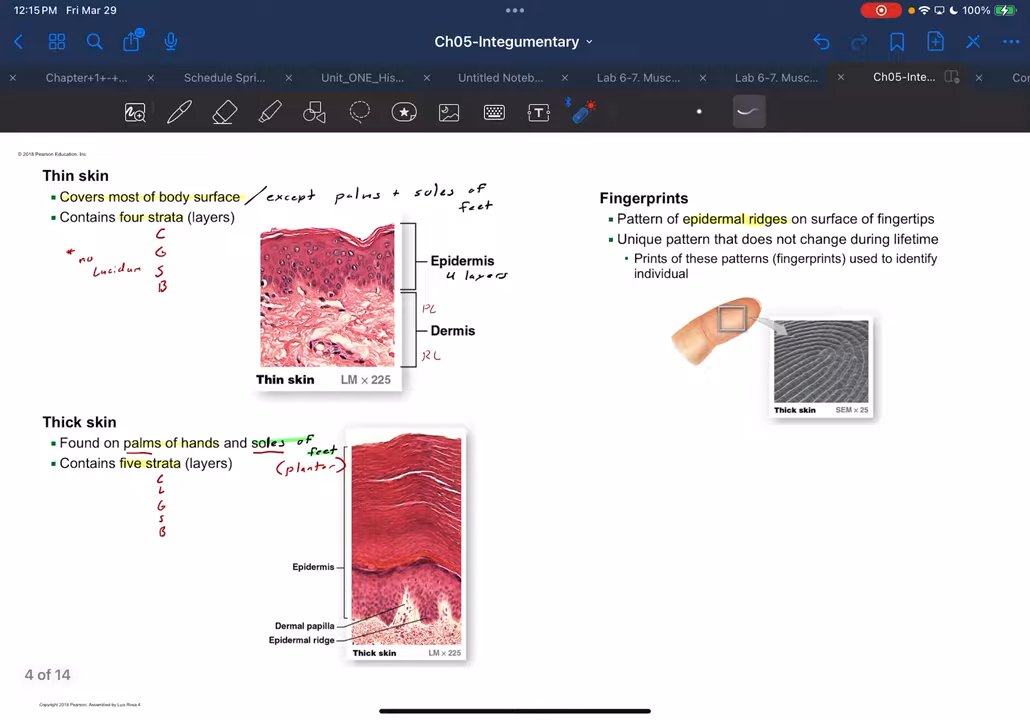 12:15 PM Fri Mar 29
100%
Ch05-Integumentary
Chapter+1+-+...
Schedule Spri...
Unit_ONE_His...
Untitled Noteb...
Lab 6-7. Musc...
Lab 6-7. Musc...
Ch05-Inte...
Cor
© 2018 Pearson Education, Inc.
Thin skin
Covers most of body surface / except palms + soles of feet
Contains four strata (layers)
C
G
S
B
* no Lucidum
Epidermis
4 layers
PL
Dermis
RL
Thin skin LM × 225
Thick skin
Found on palms of hands and soles of feet
(plantar)
Contains five strata (layers)
C
L
G
S
B
Epidermis
Dermal papilla
Epidermal ridge
Thick skin LM × 225
Fingerprints
Pattern of epidermal ridges on surface of fingertips
Unique pattern that does not change during lifetime
Prints of these patterns (fingerprints) used to identify
individual
Thick skin SEM × 25
4 of 14